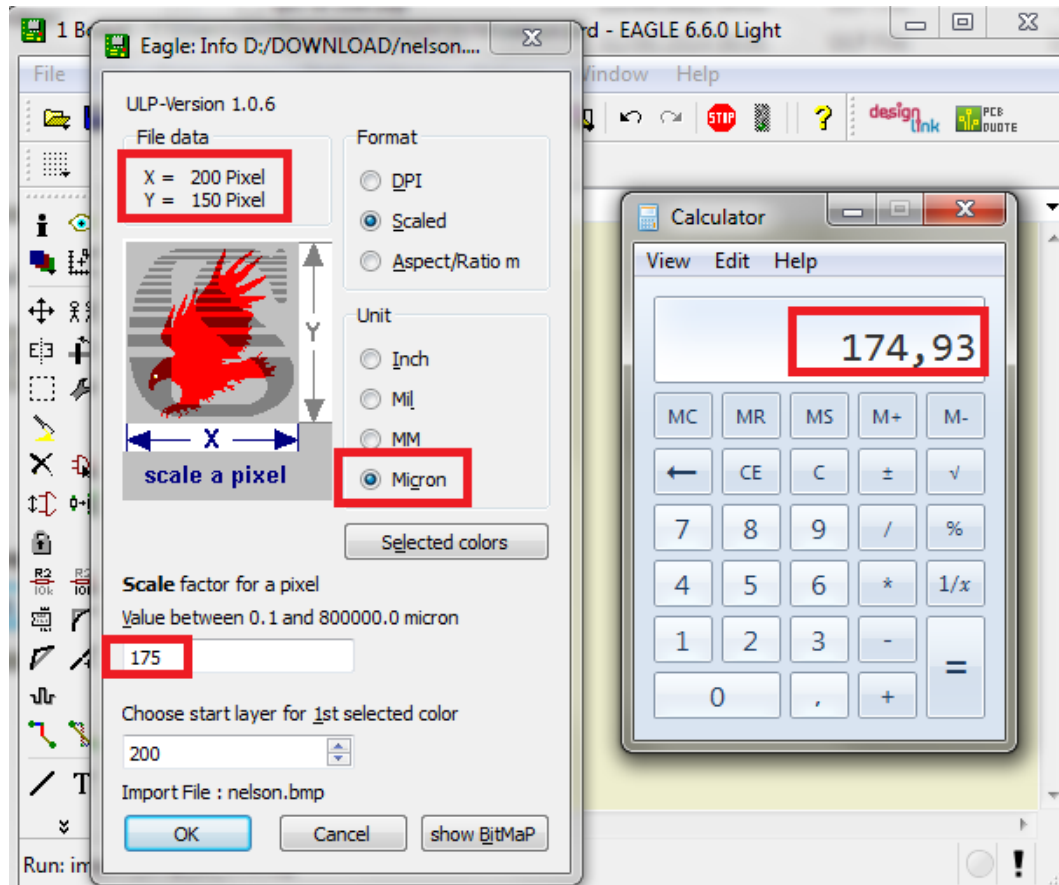 1 Bo
rd - EAGLE 6.6.0 Light
Eagle: Info D:/DOWNLOAD/nelson....
File
Window Help
ULP-Version 1.0.6
File data
X = 200 Pixel
Y = 150 Pixel
Format
DPI
Scaled
Aspect/Ratio m
Unit
Inch
Mil
MM
Micron
Y
X
scale a pixel
Selected colors
Scale factor for a pixel
Value between 0.1 and 800000.0 micron
175
Choose start layer for 1st selected color
200
Import File : nelson.bmp
OK Cancel show BitMaP
Run: im
STOP
?
design link
PCB QUOTE
Calculator
View Edit Help
174,93
MC MR MS M+ M-
← CE C ± √
7 8 9 / %
4 5 6 * 1/x
1 2 3 - =
0 , +
R2
10k
T